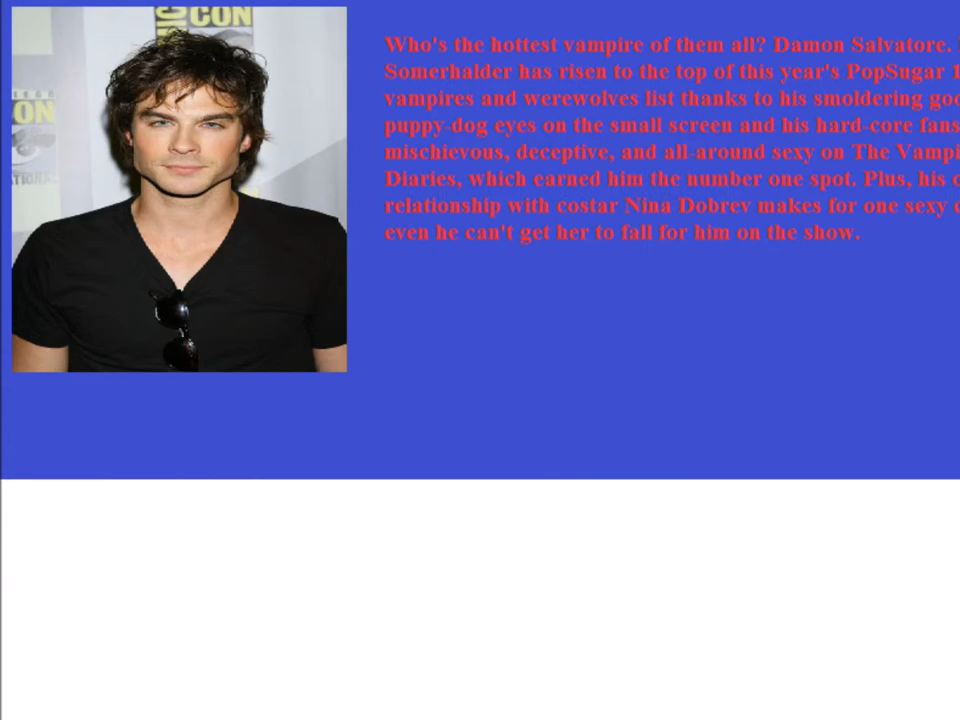 CON
CON
Who's the hottest vampire of them all? Damon Salvatore.
Somerhalder has risen to the top of this year's PopSugar 1
vampires and werewolves list thanks to his smoldering goo
puppy-dog eyes on the small screen and his hard-core fans
mischievous, deceptive, and all-around sexy on The Vampi
Diaries, which earned him the number one spot. Plus, his o
relationship with costar Nina Dobrev makes for one sexy c
even he can't get her to fall for him on the show.